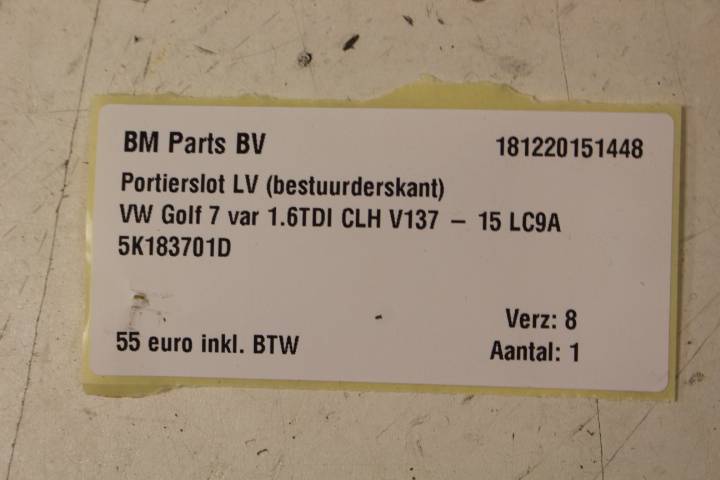 BM Parts BV 181220151448
Portierslot LV (bestuurderskant)
VW Golf 7 var 1.6TDI CLH V137 – 15 LC9A
5K183701D
Verz: 8
55 euro inkl. BTW Aantal: 1